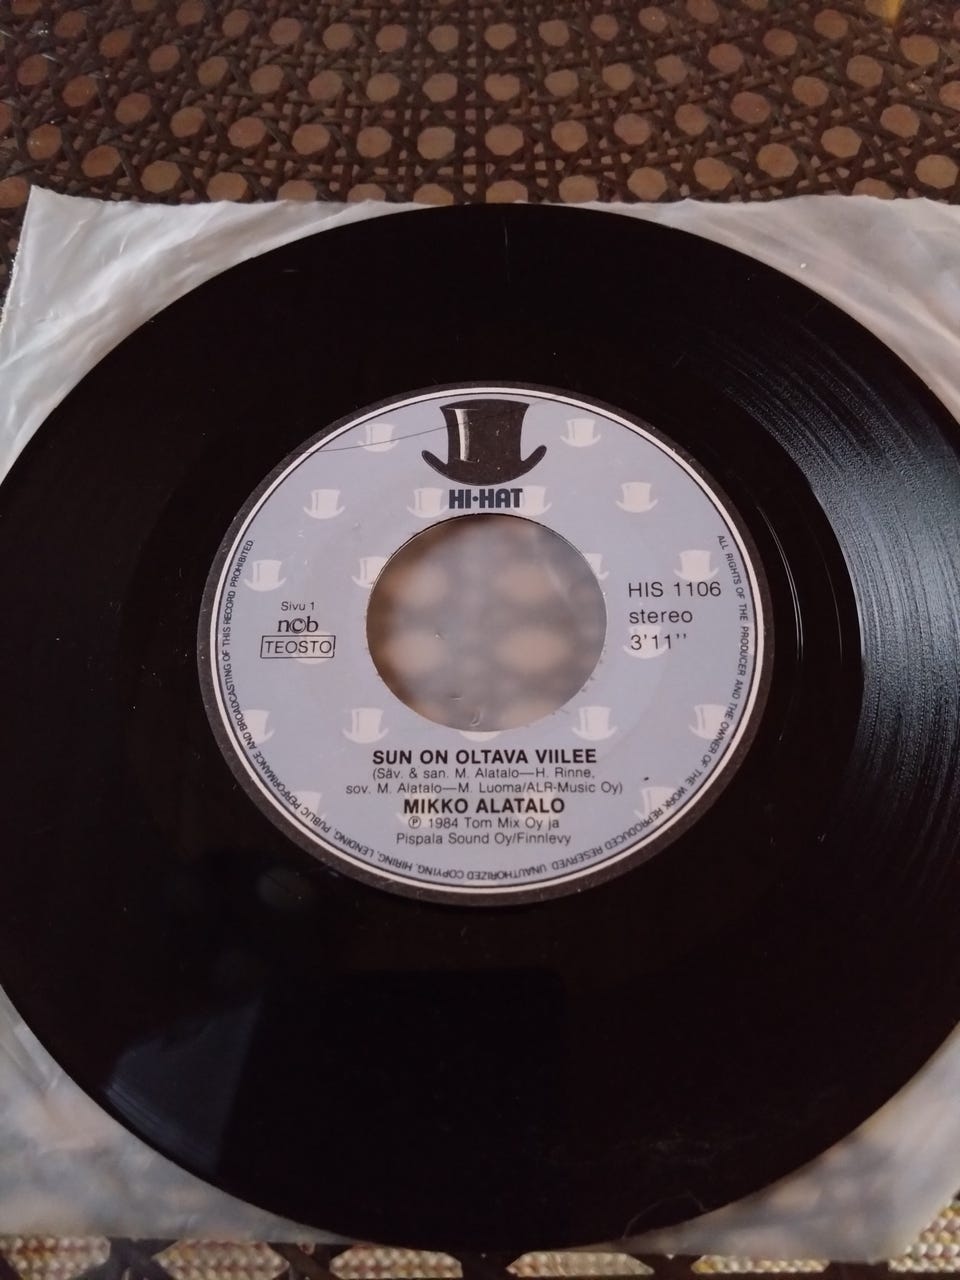 HI-HAT
HIS 1106
stereo
3'11''
Sivu 1
n©b
TEOSTO
SUN ON OLTAVA VIILEE
(Säv. & san. M. Alatalo—H. Rinne,
sov. M. Alatalo—M. Luoma/ALR-Music Oy)
MIKKO ALATALO
℗ 1984 Tom Mix Oy ja
Pispala Sound Oy/Finnlevy
ALL RIGHTS OF THE PRODUCER AND THE OWNER OF THE WORK REPRODUCED RESERVED. UNAUTHORIZED COPYING, HIRING, LENDING, PUBLIC PERFORMANCE AND BROADCASTING OF THIS RECORD PROHIBITED.